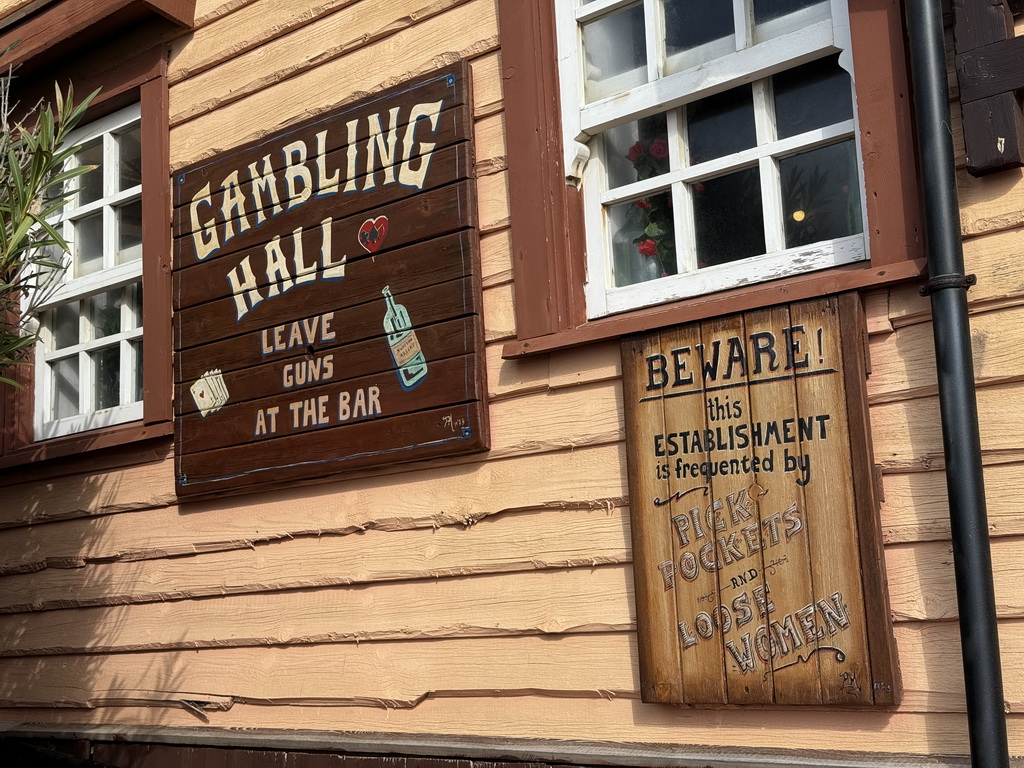 GAMBLING
HALL
LEAVE
GUNS
AT THE BAR
BEWARE!
this
ESTABLISHMENT
is frequented by
PICK
POCKETS
AND
LOOSE
WOMEN